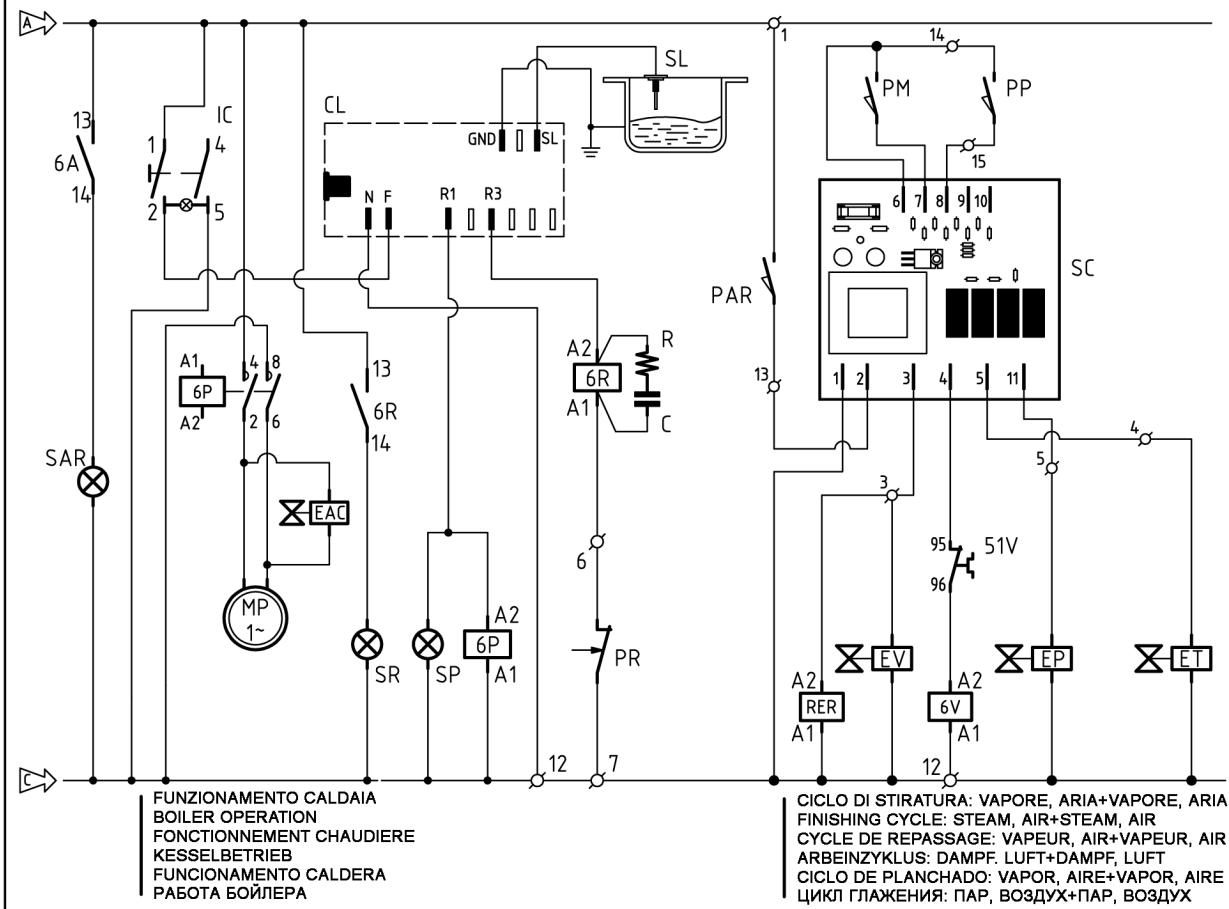 A
1
14
SL
PM
PP
CL
13
IC
1
4
GND
SL
6A
15
14
2
5
N
F
R1
R3
6
7
8
9
10
SC
PAR
A1
4
8
A2
R
13
6P
6R
13
1
2
3
4
5
11
A2
2
6
6R
A1
C
14
4
SAR
5
3
EAC
95
51V
6
96
MP
1~
A2
6P
PR
EV
EP
ET
SR
SP
A1
A2
A2
RER
6V
A1
A1
C
12
7
12
FUNZIONAMENTO CALDAIA
BOILER OPERATION
FONCTIONNEMENT CHAUDIERE
KESSELBETRIEB
FUNCIONAMENTO CALDERA
РАБОТА БОЙЛЕРА
CICLO DI STIRATURA: VAPORE, ARIA+VAPORE, ARIA
FINISHING CYCLE: STEAM, AIR+STEAM, AIR
CYCLE DE REPASSAGE: VAPEUR, AIR+VAPEUR, AIR
ARBEINZYKLUS: DAMPF. LUFT+DAMPF, LUFT
CICLO DE PLANCHADO: VAPOR, AIRE+VAPOR, AIRE
ЦИКЛ ГЛАЖЕНИЯ: ПАР, ВОЗДУХ+ПАР, ВОЗДУХ